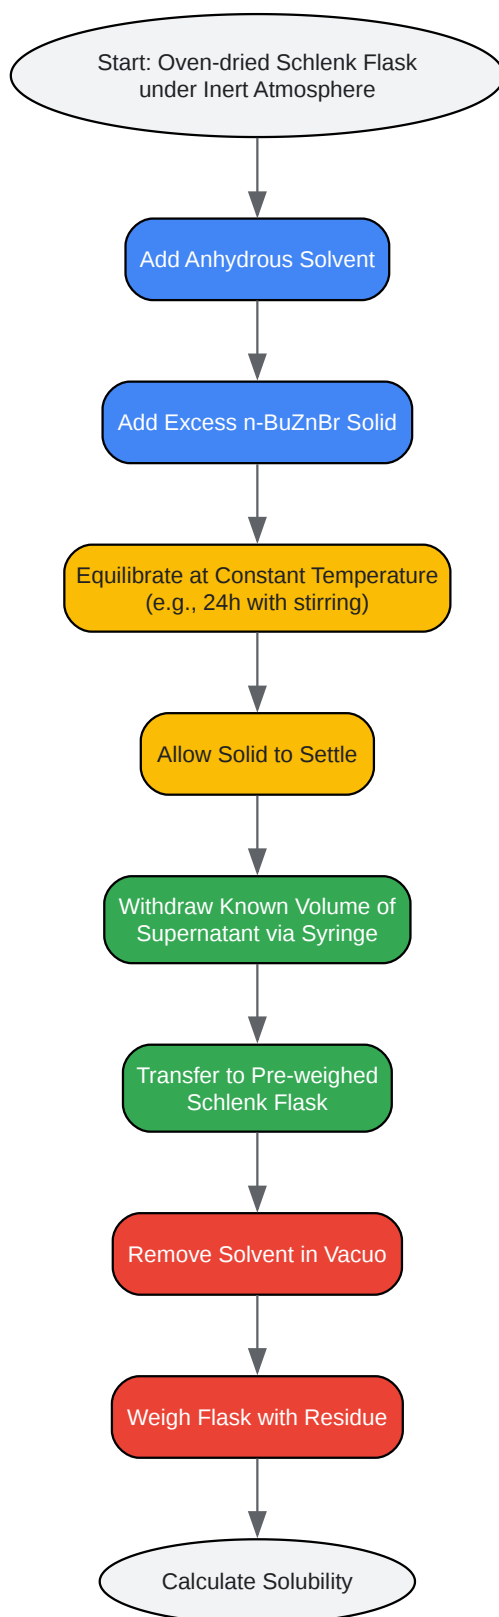 Start: Oven-dried Schlenk Flask
under Inert Atmosphere
Add Anhydrous Solvent
Add Excess n-BuZnBr Solid
Equilibrate at Constant Temperature
(e.g., 24h with stirring)
Allow Solid to Settle
Withdraw Known Volume of
Supernatant via Syringe
Transfer to Pre-weighed
Schlenk Flask
Remove Solvent in Vacuo
Weigh Flask with Residue
Calculate Solubility